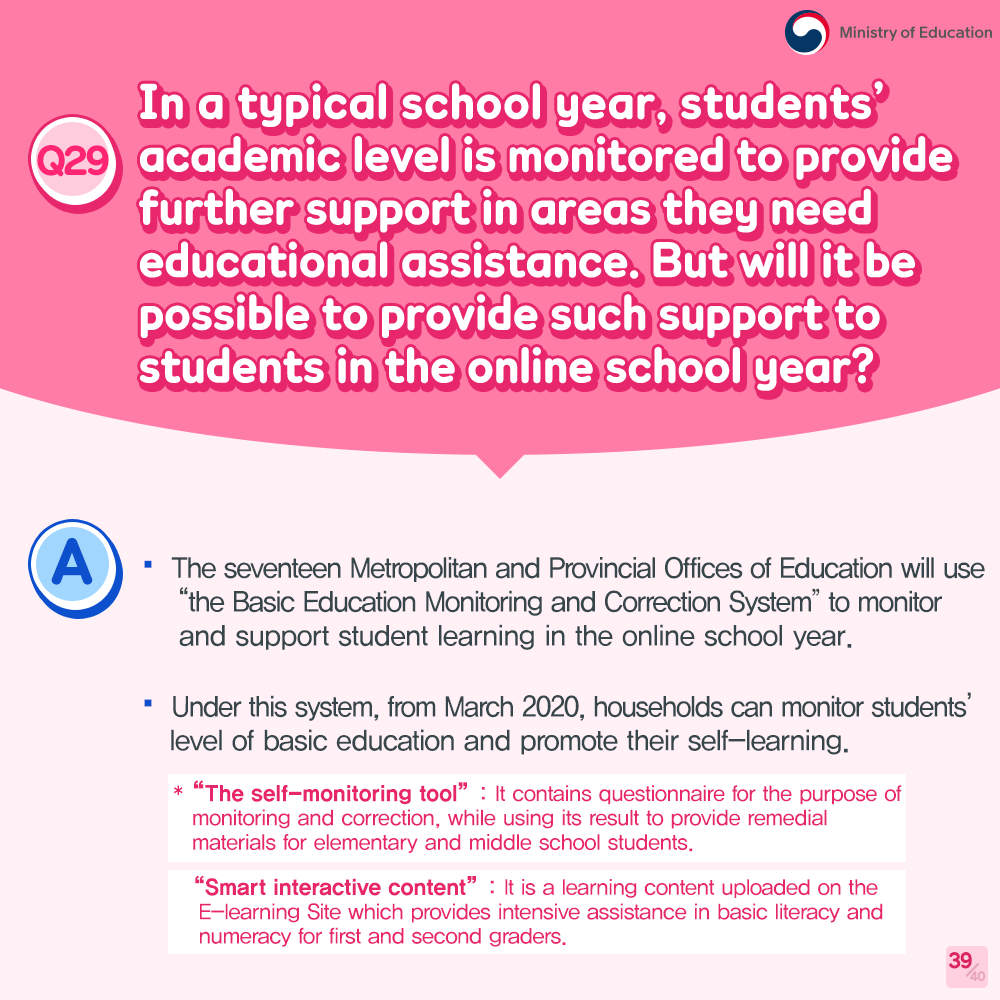 Ministry of Education
Q29
In a typical school year, students’
academic level is monitored to provide
further support in areas they need
educational assistance. But will it be
possible to provide such support to
students in the online school year?
A
▪ The seventeen Metropolitan and Provincial Offices of Education will use
“the Basic Education Monitoring and Correction System” to monitor
and support student learning in the online school year.
▪ Under this system, from March 2020, households can monitor students’
level of basic education and promote their self-learning.
* “The self-monitoring tool” : It contains questionnaire for the purpose of
monitoring and correction, while using its result to provide remedial
materials for elementary and middle school students.
“Smart interactive content” : It is a learning content uploaded on the
E-learning Site which provides intensive assistance in basic literacy and
numeracy for first and second graders.
39/40